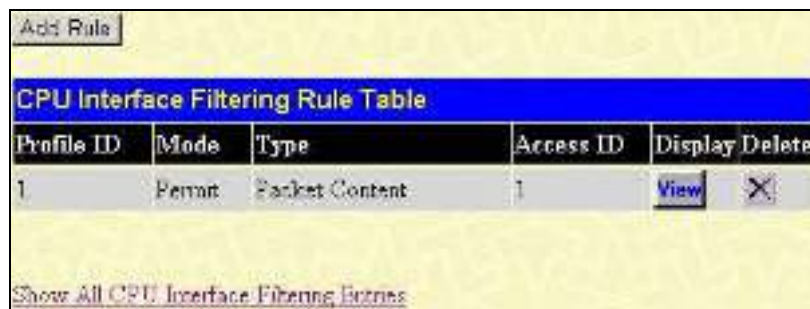 Add Rule
CPU Interface Filtering Rule Table
Profile ID Mode Type Access ID Display Delete
1 Permit Packet Content 1 View
Show All CPU Interface Filtering Entries